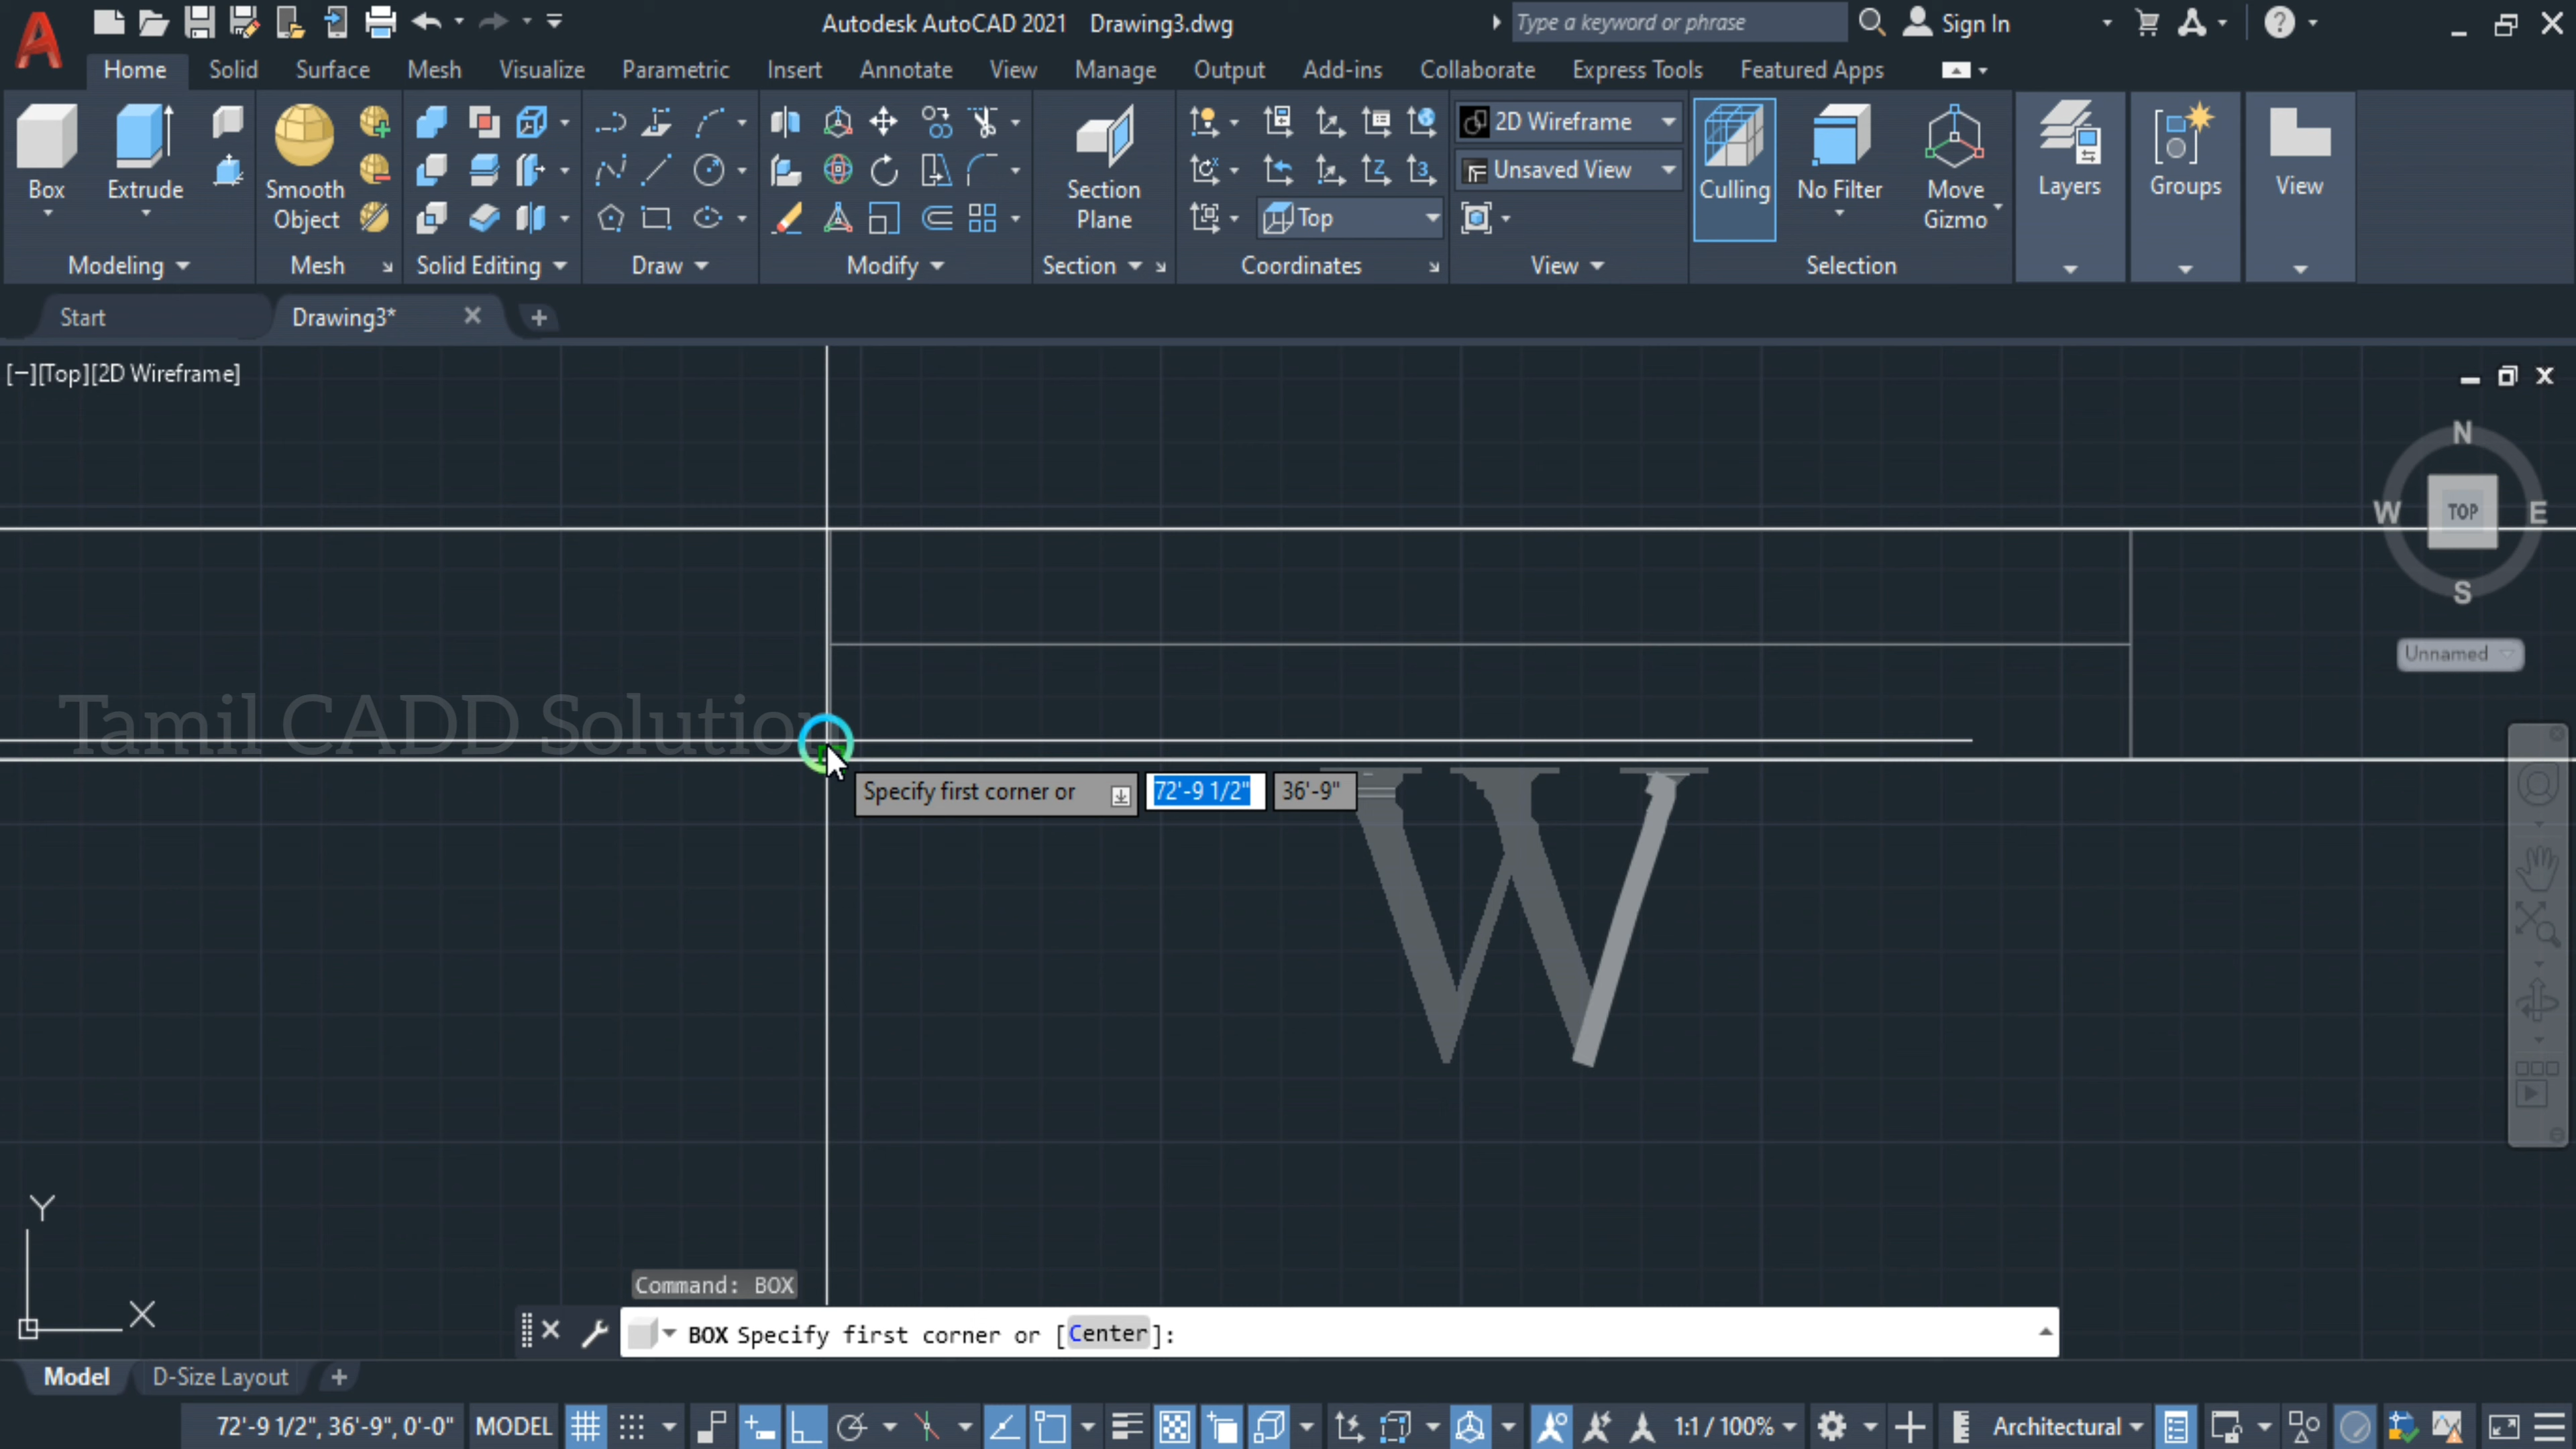 Autodesk AutoCAD 2021 Drawing3.dwg Type a keyword or phrase Sign In
Home Solid Surface Mesh Visualize Parametric Insert Annotate View Manage Output Add-ins Collaborate Express Tools Featured Apps
2D Wireframe
Unsaved View
Box Extrude Smooth Object Section Plane Culling No Filter Move Gizmo Layers Groups View
Top
Modeling Mesh Solid Editing Draw Modify Section Coordinates View Selection
Start Drawing3*
[−][Top][2D Wireframe]
N
W TOP E
S
Unnamed
Tamil CADD Solution
Specify first corner or 72'-9 1/2" 36'-9"
W
Y
X
Command: BOX
BOX Specify first corner or [Center]:
Model D-Size Layout
72'-9 1/2", 36'-9", 0'-0" MODEL 1:1 / 100% Architectural